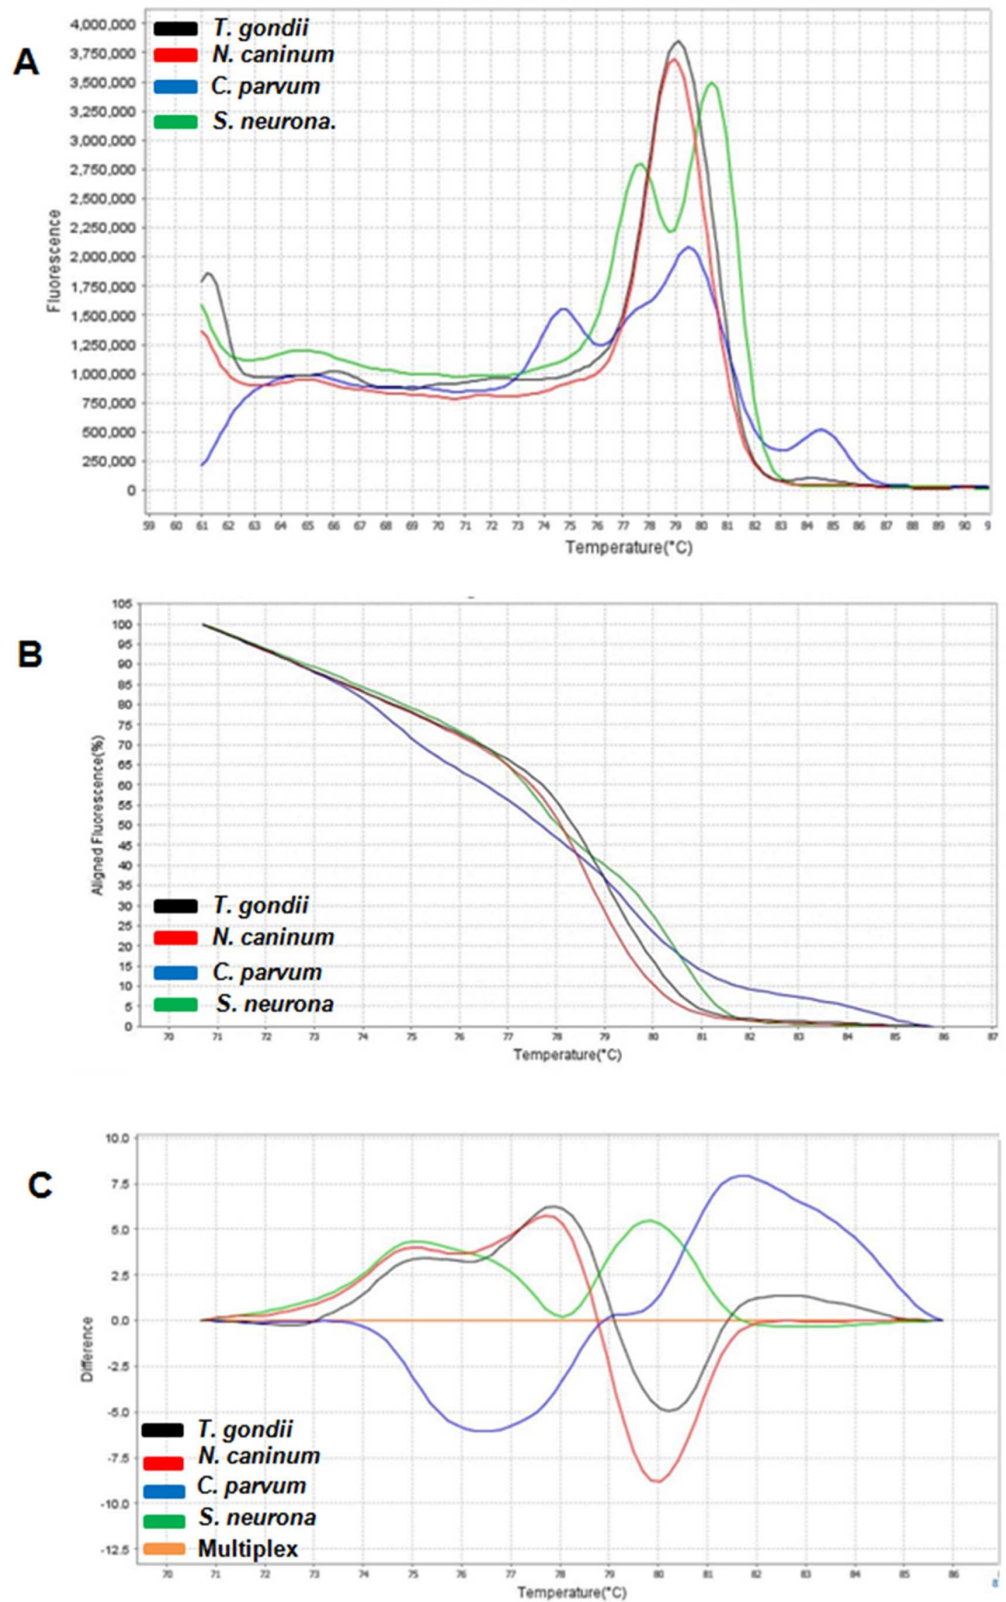 A
T. gondii
N. caninum
C. parvum
S. neurona.
Fluorescence
4,000,000
3,750,000
3,500,000
3,250,000
3,000,000
2,750,000
2,500,000
2,250,000
2,000,000
1,750,000
1,500,000
1,250,000
1,000,000
750,000
500,000
250,000
0
59 60 61 62 63 64 65 66 67 68 69 70 71 72 73 74 75 76 77 78 79 80 81 82 83 84 85 86 87 88 89 90 9
Temperature(°C)
B
Aligned Fluorescence(%)
105
100
95
90
85
80
75
70
65
60
55
50
45
40
35
30
25
20
15
10
5
0
T. gondii
N. caninum
C. parvum
S. neurona
70 71 72 73 74 75 76 77 78 79 80 81 82 83 84 85 86 87
Temperature(°C)
C
Difference
10.0
7.5
5.0
2.5
0.0
-2.5
-5.0
-7.5
-10.0
-12.5
T. gondii
N. caninum
C. parvum
S. neurona
Multiplex
70 71 72 73 74 75 76 77 78 79 80 81 82 83 84 85 86 8
Temperature(°C)